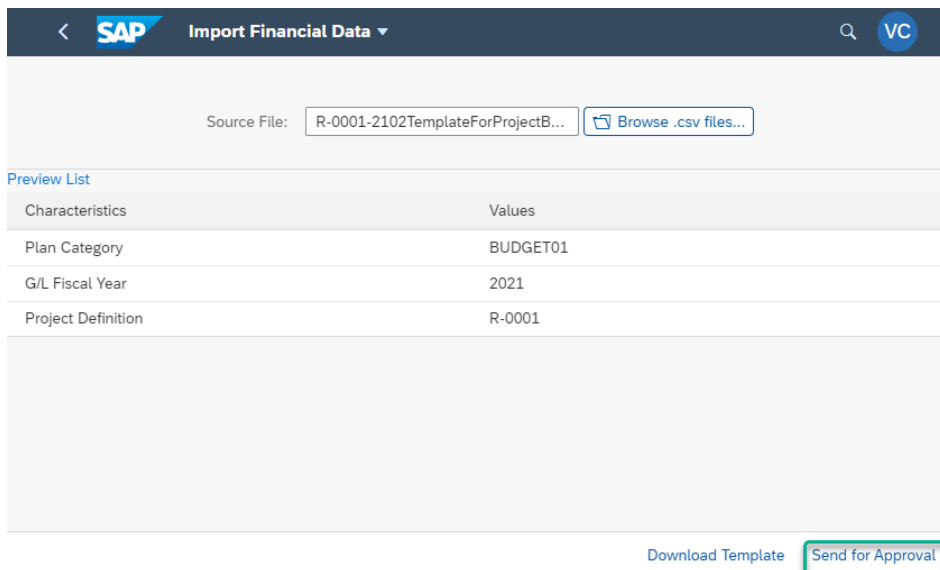 SAP Import Financial Data VC
Source File: R-0001-2102TemplateForProjectB... Browse .csv files...
Preview List
Characteristics Values
Plan Category BUDGET01
G/L Fiscal Year 2021
Project Definition R-0001
Download Template Send for Approval